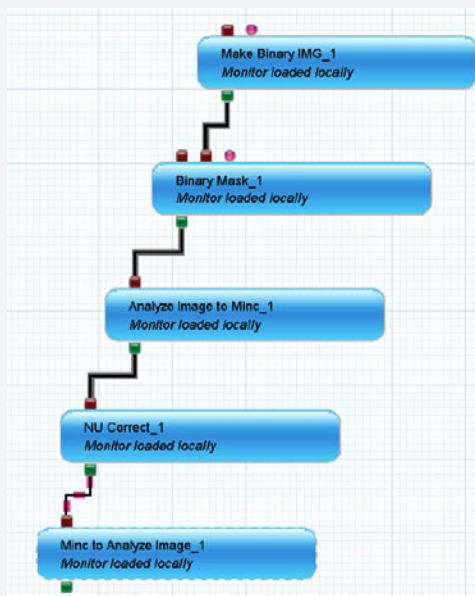 Make Binary IMG_1
Monitor loaded locally
Binary Mask_1
Monitor loaded locally
Analyze Image to Minc_1
Monitor loaded locally
NU Correct_1
Monitor loaded locally
Minc to Analyze Image_1
Monitor loaded locally